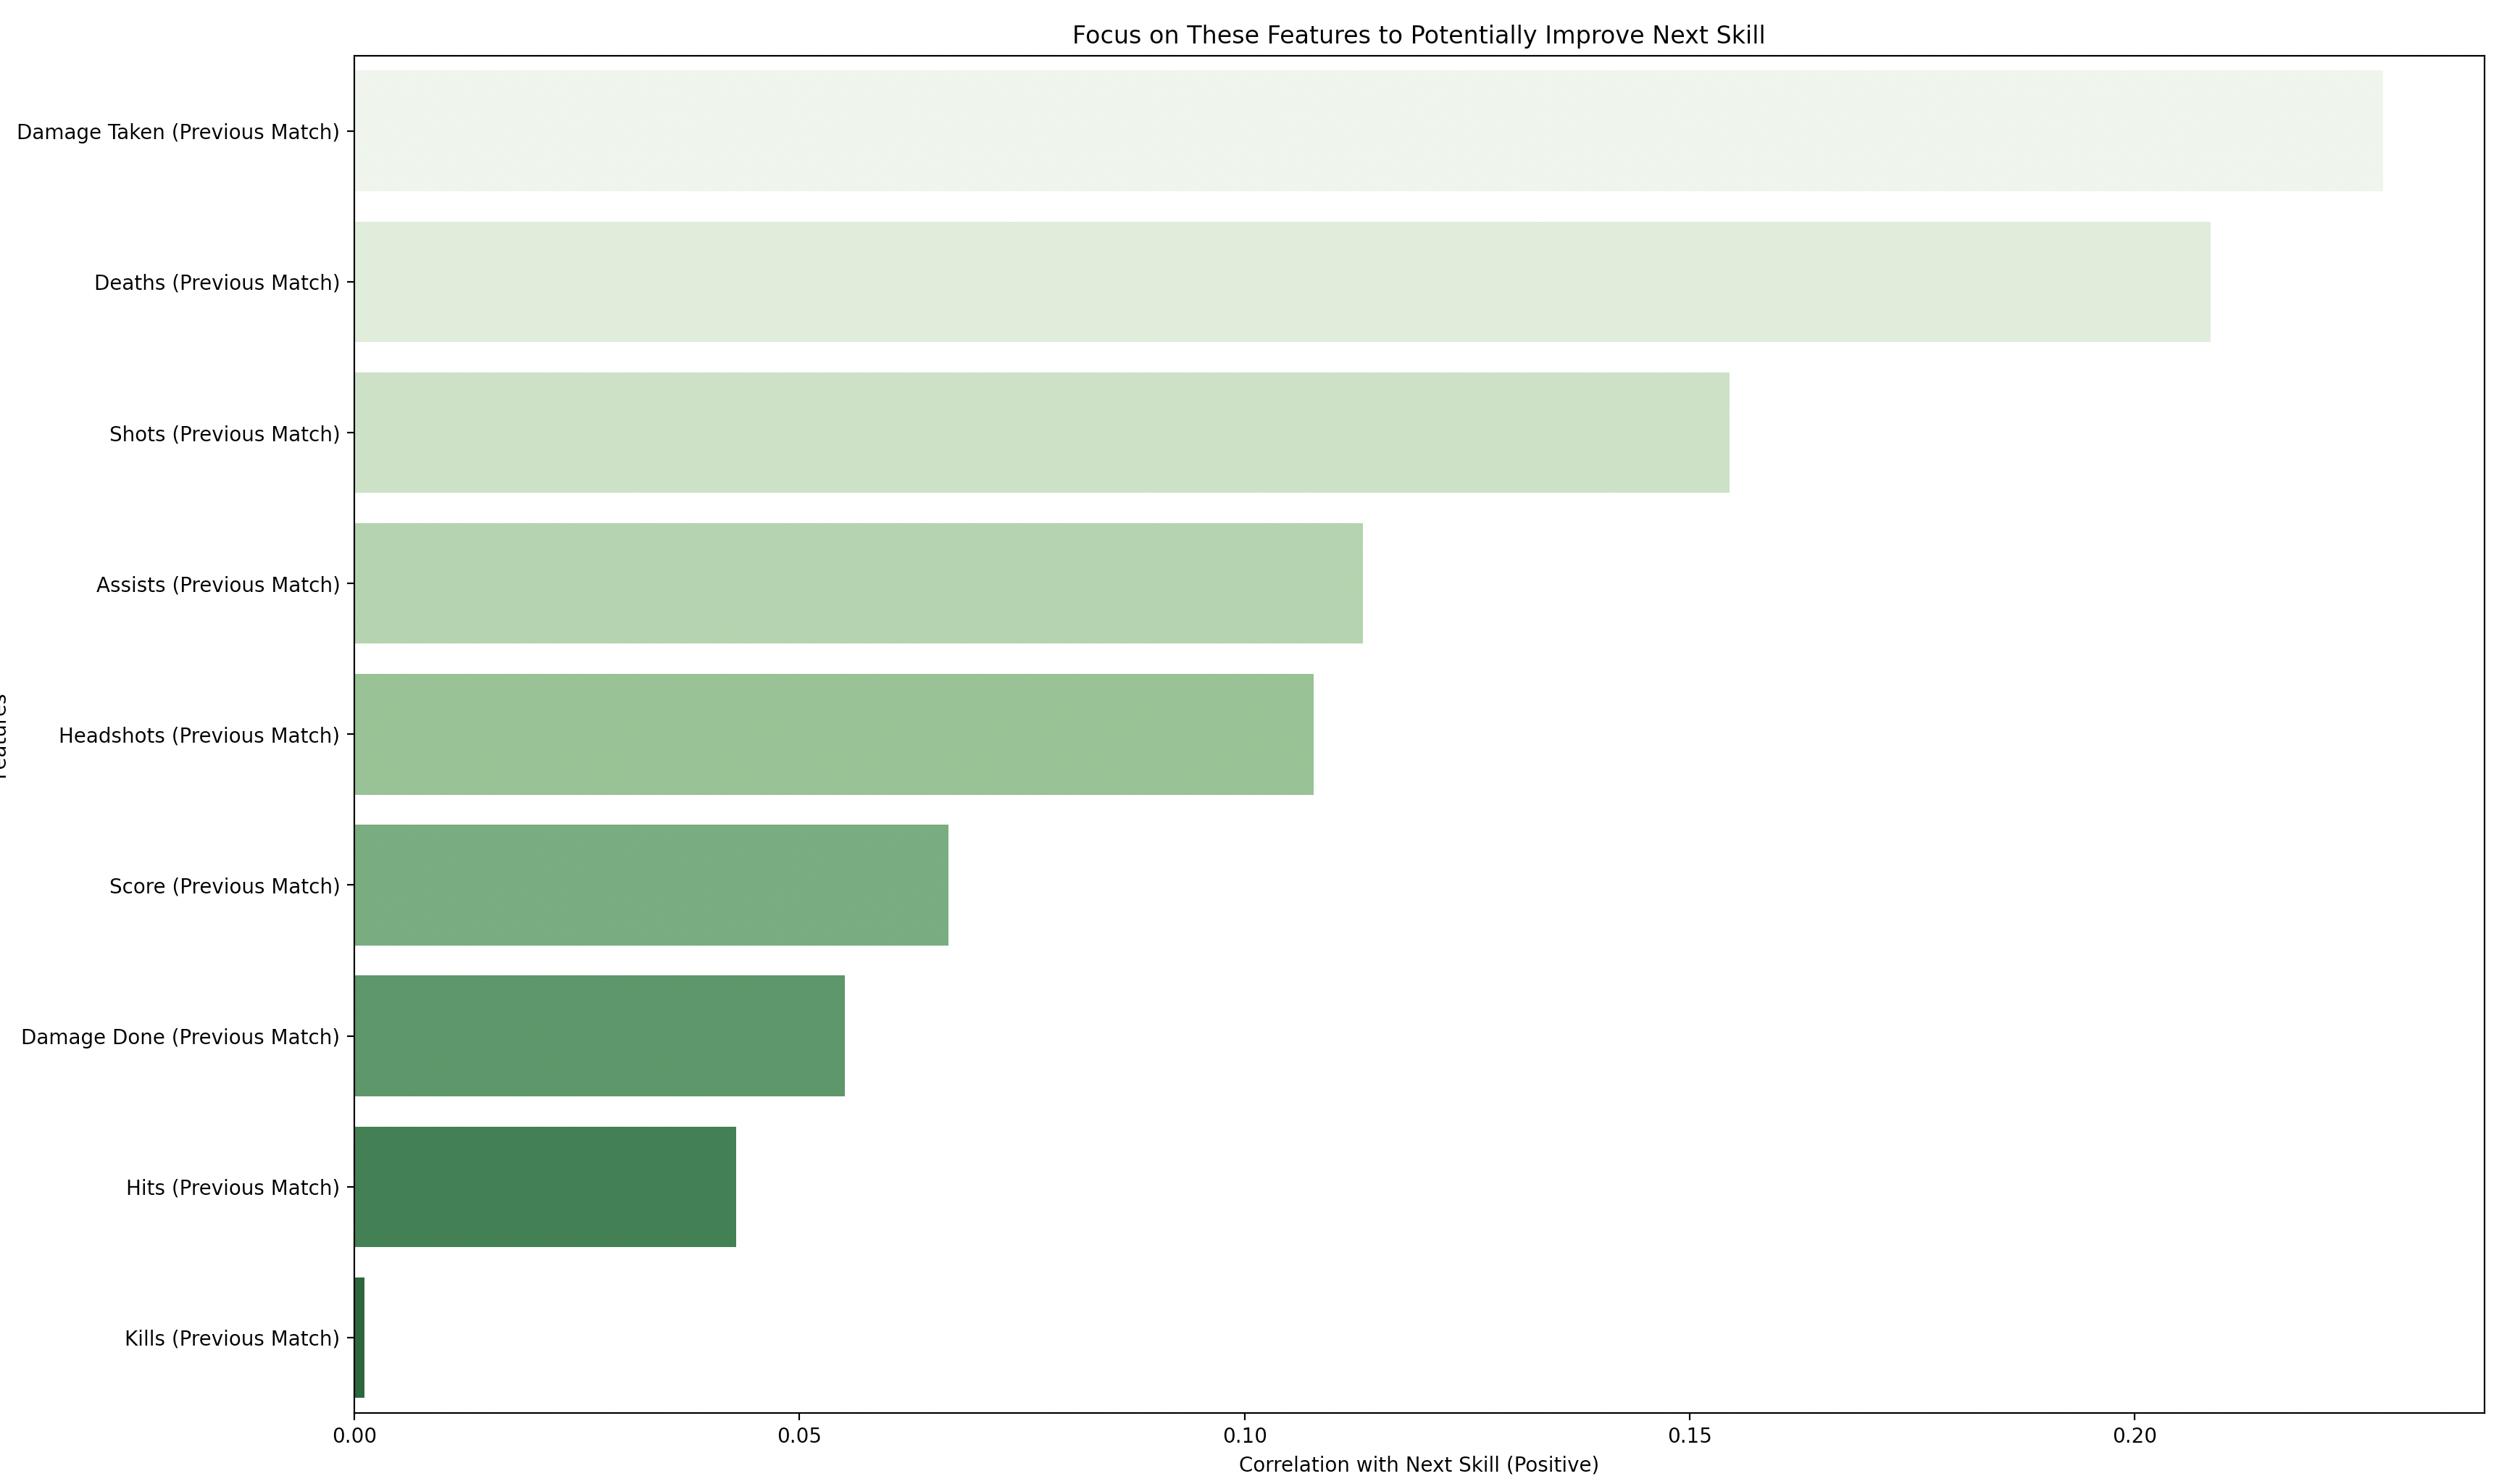 Focus on These Features to Potentially Improve Next Skill
Damage Taken (Previous Match)
Deaths (Previous Match)
Shots (Previous Match)
Assists (Previous Match)
Headshots (Previous Match)
Score (Previous Match)
Damage Done (Previous Match)
Hits (Previous Match)
Kills (Previous Match)
0.00 0.05 0.10 0.15 0.20
Correlation with Next Skill (Positive)